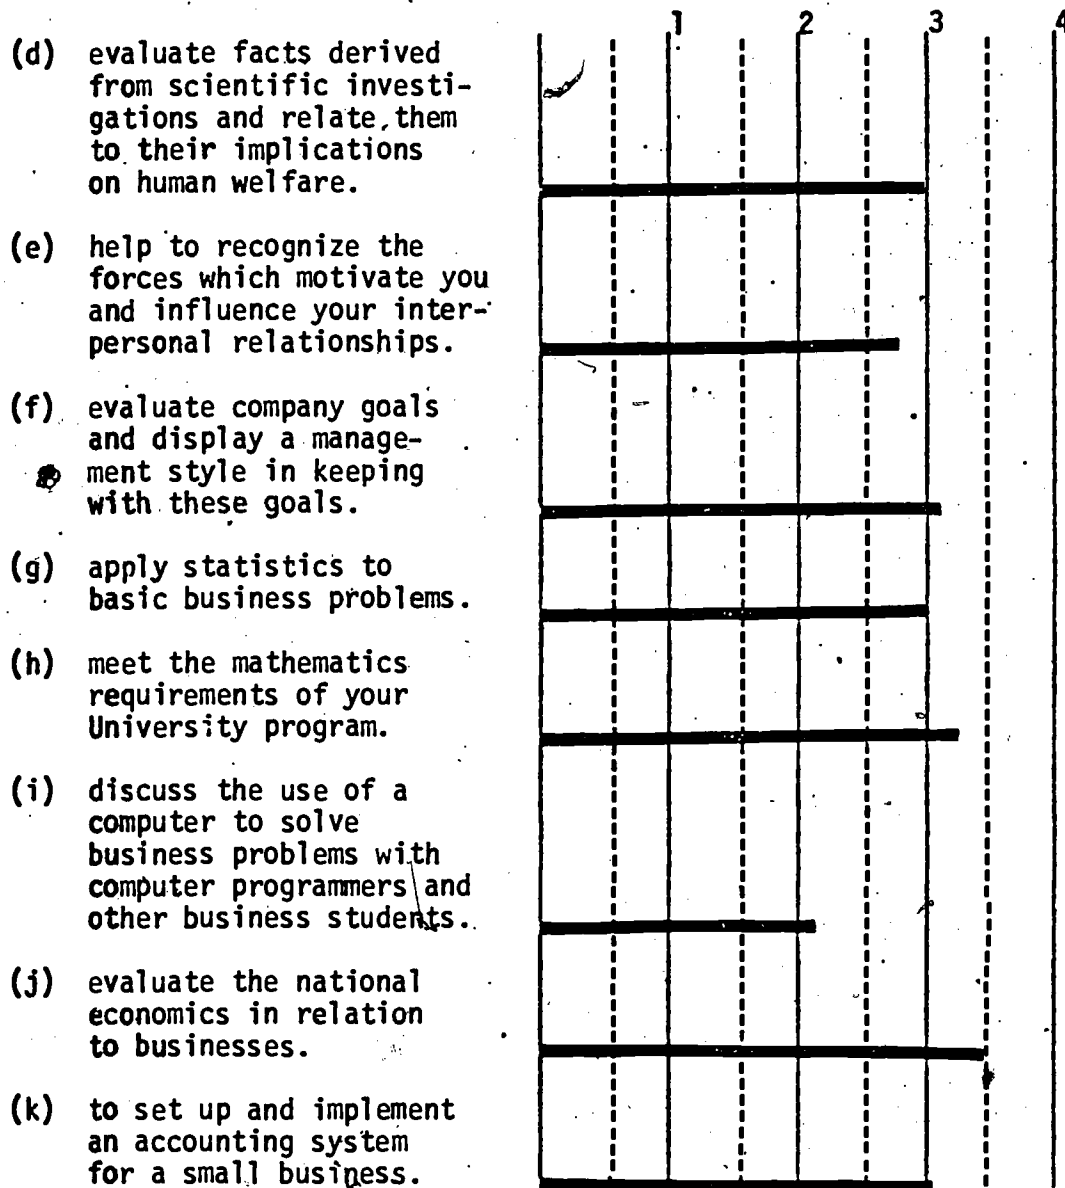 1 2 3 4
(d) evaluate facts derived
from scientific investi-
gations and relate them
to their implications
on human welfare.
(e) help to recognize the
forces which motivate you
and influence your inter-
personal relationships.
(f) evaluate company goals
and display a manage-
ment style in keeping
with these goals.
(g) apply statistics to
basic business problems.
(h) meet the mathematics
requirements of your
University program.
(i) discuss the use of a
computer to solve
business problems with
computer programmers and
other business students.
(j) evaluate the national
economics in relation
to businesses.
(k) to set up and implement
an accounting system
for a small business.